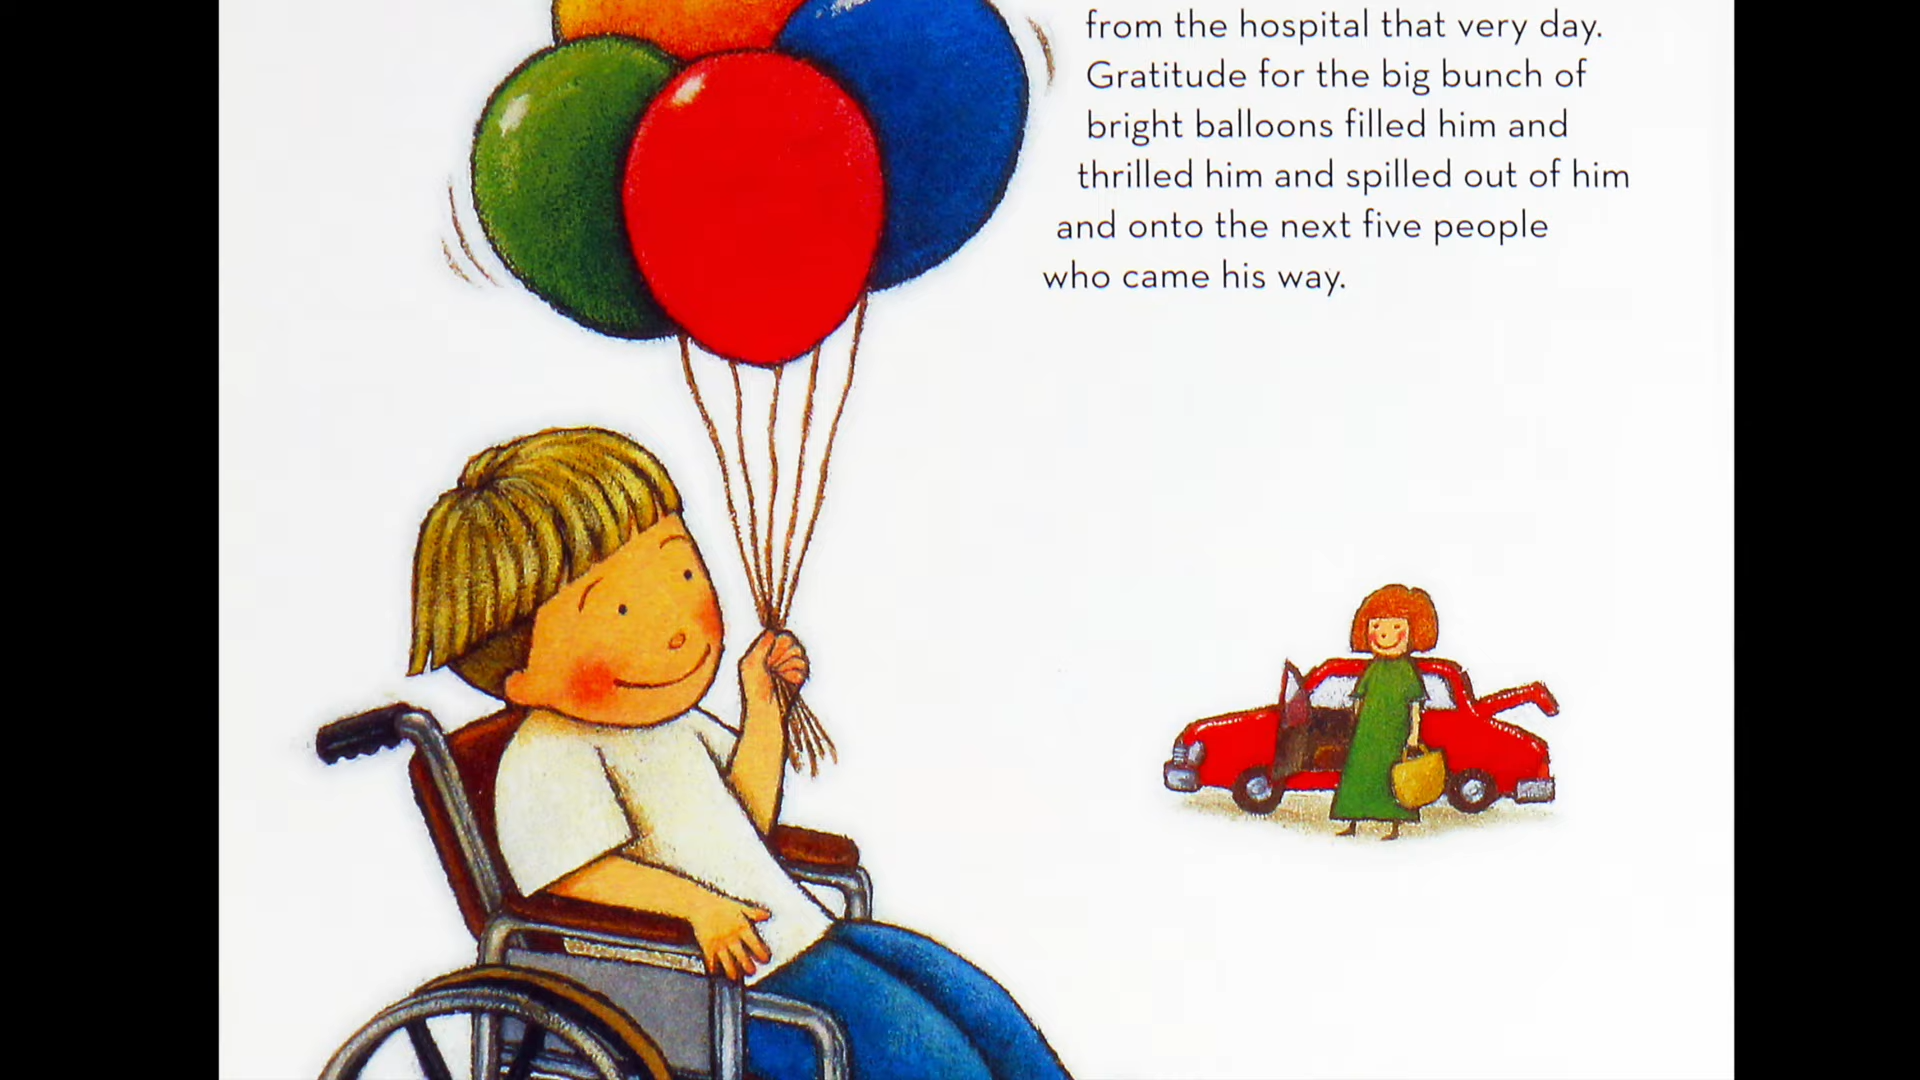 from the hospital that very day.
Gratitude for the big bunch of
bright balloons filled him and
thrilled him and spilled out of him
and onto the next five people
who came his way.